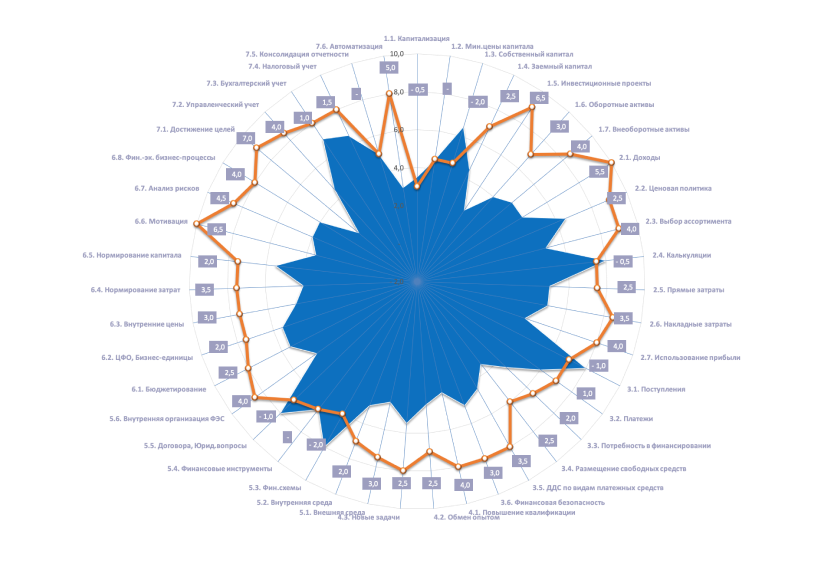 1.1. Капитализация
7.6. Автоматизация
1.2. Мин.цены капитала
7.5. Консолидация отчетности
10,0
1.3. Собственный капитал
7.4. Налоговый учет
5,0
1.4. Заемный капитал
7.3. Бухгалтерский учет
1.5. Инвестиционные проекты
– 8,0 - 0,5 –
1,5
- 2,0
2,5
6,5
7.2. Управленческий учет
1.6. Оборотные активы
1,0
4,0
6,0
3,0
7.1. Достижение целей
1.7. Внеоборотные активы
7,0
4,0
6.8. Фин.-эк. бизнес-процессы
2.1. Доходы
4,0
4,0
5,5
6.7. Анализ рисков
2.2. Ценовая политика
4,5
2,5
6.6. Мотивация
2.3. Выбор ассортимента
6,5
4,0
6.5. Нормирование капитала
2.4. Калькуляции
2,0
- 0,5
6.4. Нормирование затрат
3,5
2,5
2.5. Прямые затраты
6.3. Внутренние цены
3,0
3,5
2.6. Накладные затраты
6.2. ЦФО, Бизнес-единицы
2,0
4,0
2.7. Использование прибыли
2,5
- 1,0
6.1. Бюджетирование
3.1. Поступления
4,0
1,0
5.6. Внутренняя организация ФЭС
- 1,0
2,0
3.2. Платежи
5.5. Договора, Юрид.вопросы
–
- 2,0
2,5
3.3. Потребность в финансировании
5.4. Финансовые инструменты
2,0
3,0
2,5
2,5
4,0
3,0
3,5
3.4. Размещение свободных средств
5.3. Фин.схемы
3.5. ДДС по видам платежных средств
5.2. Внутренняя среда
3.6. Финансовая безопасность
5.1. Внешняя среда
4.1. Повышение квалификации
4.3. Новые задачи
4.2. Обмен опытом